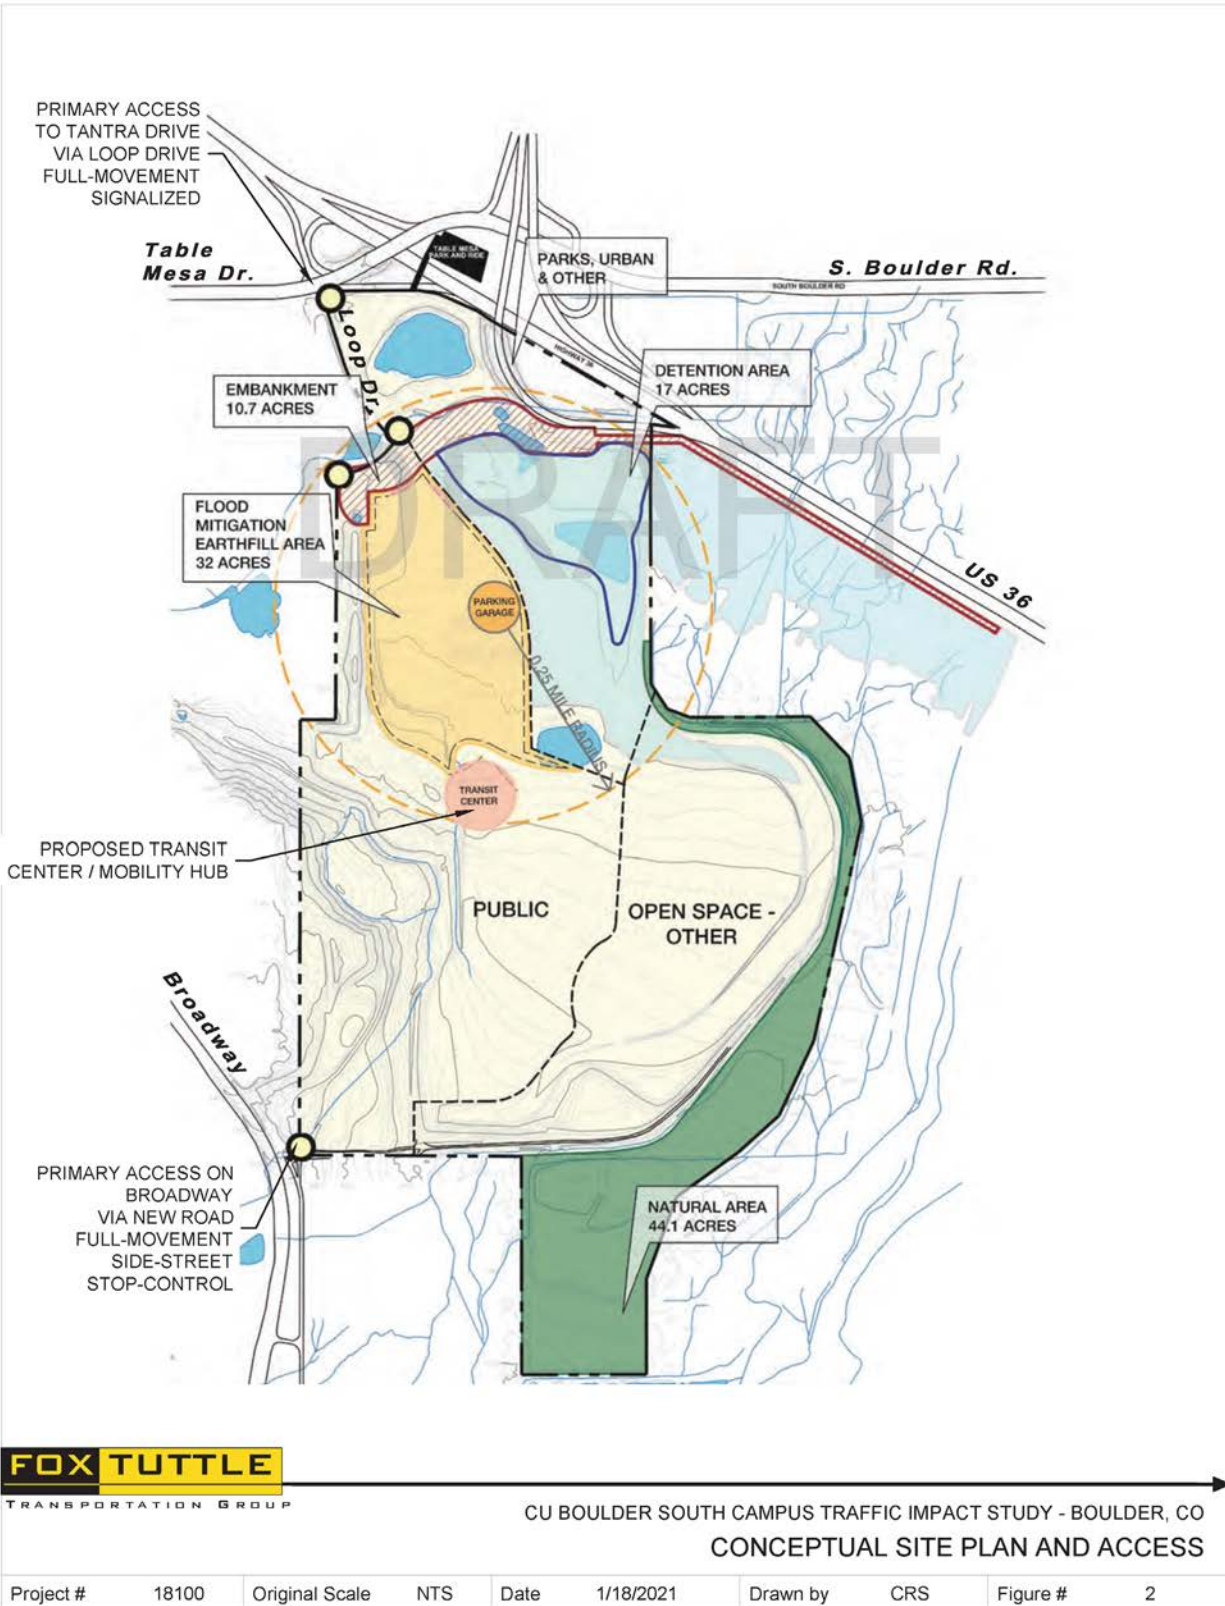 PRIMARY ACCESS
TO TANTRA DRIVE
VIA LOOP DRIVE
FULL-MOVEMENT
SIGNALIZED
Table
Mesa Dr.
TABLE MESA
PARK AND RIDE
PARKS, URBAN
& OTHER
S. Boulder Rd.
SOUTH BOULDER RD
Loop Dr.
HIGHWAY 36
EMBANKMENT
10.7 ACRES
DETENTION AREA
17 ACRES
DRAFT
FLOOD
MITIGATION
EARTHFILL AREA
32 ACRES
US 36
PARKING
GARAGE
0.25 MILE RADIUS
TRANSIT
CENTER
PROPOSED TRANSIT
CENTER / MOBILITY HUB
PUBLIC
OPEN SPACE -
OTHER
Broadway
PRIMARY ACCESS ON
BROADWAY
VIA NEW ROAD
FULL-MOVEMENT
SIDE-STREET
STOP-CONTROL
NATURAL AREA
44.1 ACRES
FOX TUTTLE
TRANSPORTATION GROUP
CU BOULDER SOUTH CAMPUS TRAFFIC IMPACT STUDY - BOULDER, CO
CONCEPTUAL SITE PLAN AND ACCESS
Project # 18100 Original Scale NTS Date 1/18/2021 Drawn by CRS Figure # 2